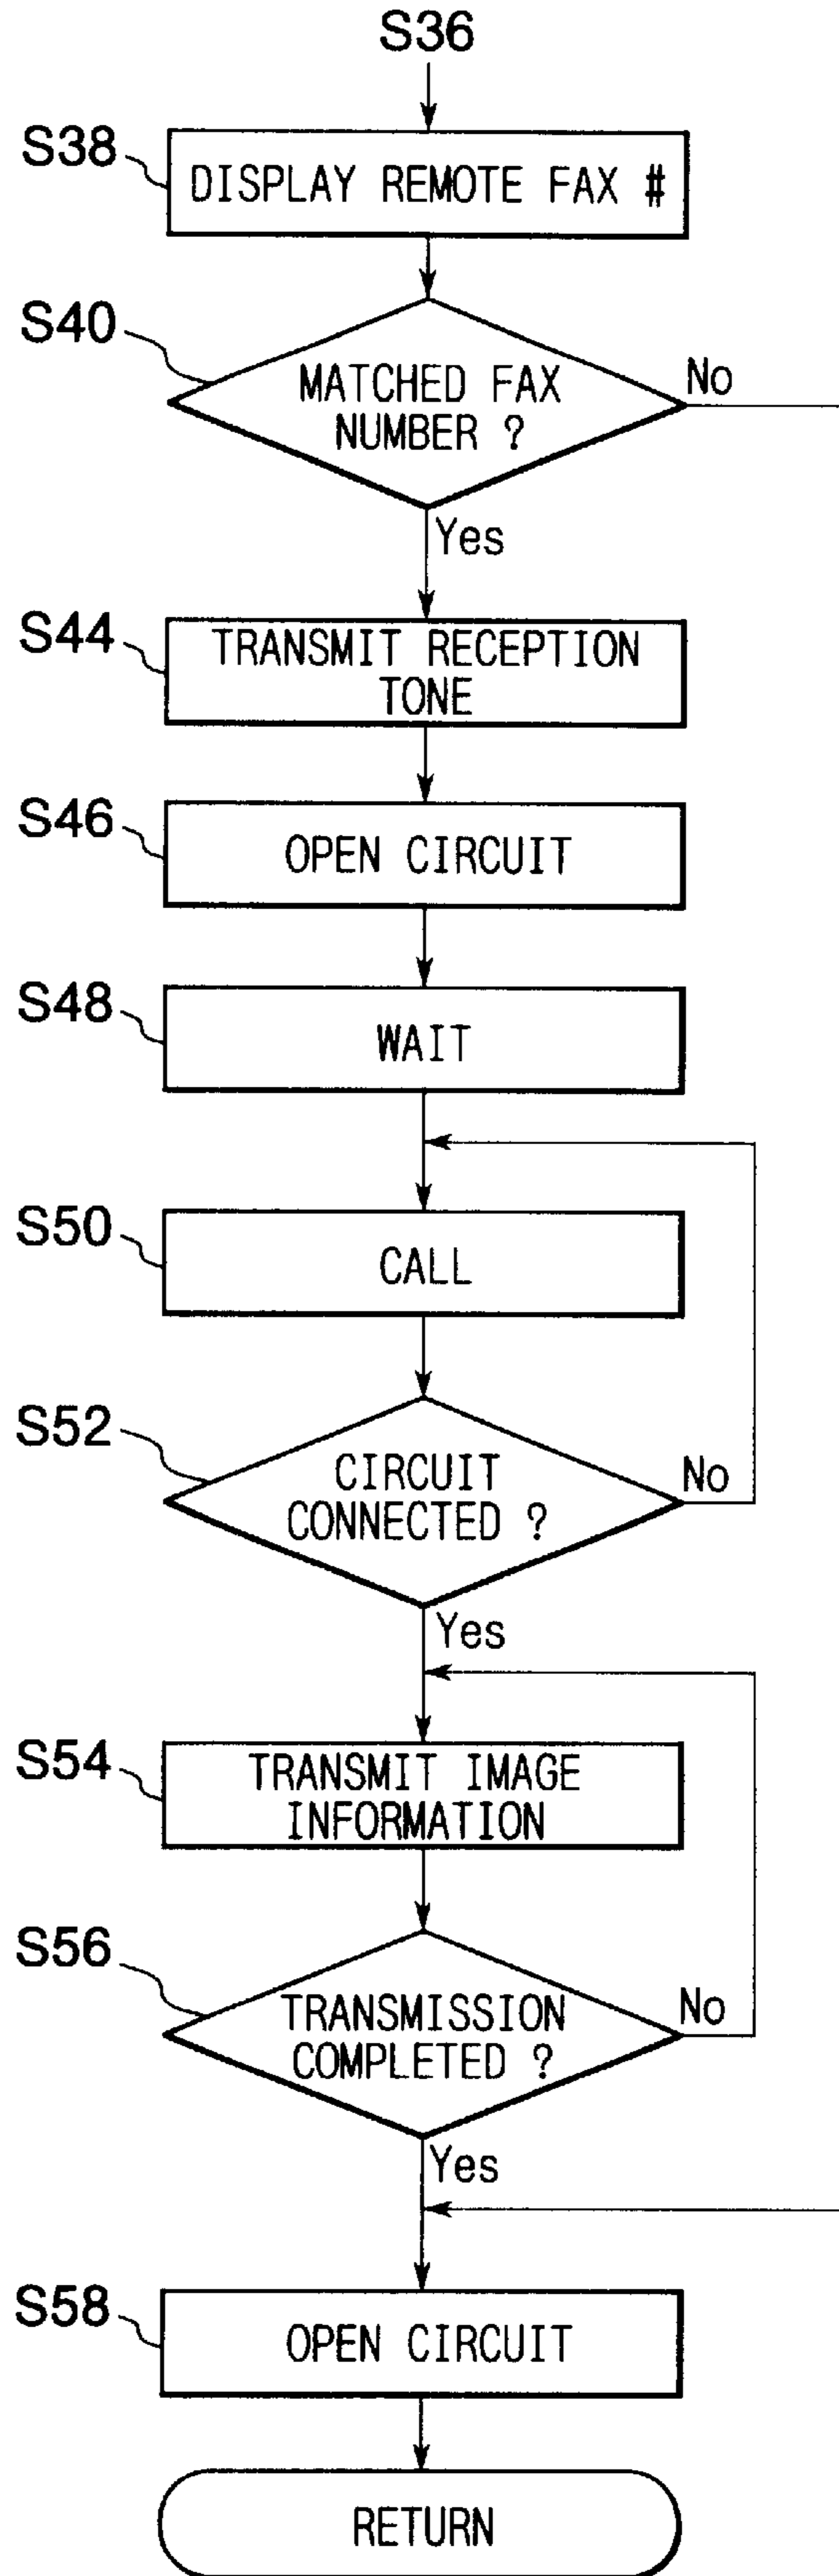 S36
S38
DISPLAY REMOTE FAX #
S40
MATCHED FAX
NUMBER ?
No
Yes
S44
TRANSMIT RECEPTION
TONE
S46
OPEN CIRCUIT
S48
WAIT
S50
CALL
S52
CIRCUIT
CONNECTED ?
No
Yes
S54
TRANSMIT IMAGE
INFORMATION
S56
TRANSMISSION
COMPLETED ?
No
Yes
S58
OPEN CIRCUIT
RETURN